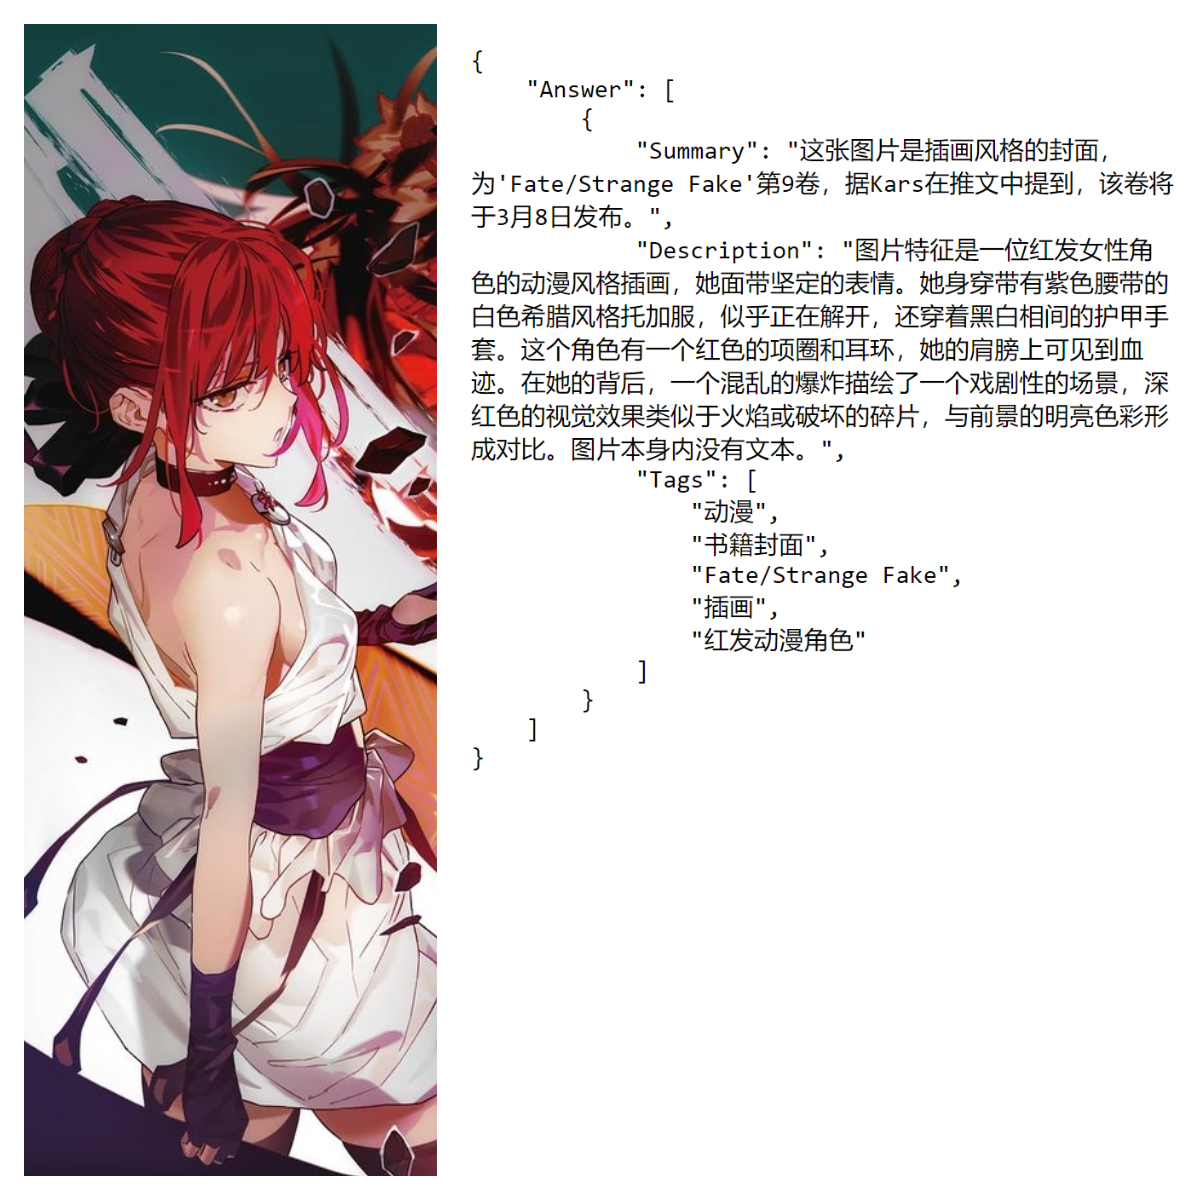 {
"Answer": [
{
"Summary": "这张图片是插画风格的封面，
为'Fate/Strange Fake'第9卷，据Kars在推文中提到，该卷将
于3月8日发布。",
"Description": "图片特征是一位红发女性角
色的动漫风格插画，她面带坚定的表情。她身穿带有紫色腰带的
白色希腊风格托加服，似乎正在解开，还穿着黑白相间的护甲手
套。这个角色有一个红色的项圈和耳环，她的肩膀上可见到血
迹。在她的背后，一个混乱的爆炸描绘了一个戏剧性的场景，深
红色的视觉效果类似于火焰或破坏的碎片，与前景的明亮色彩形
成对比。图片本身内没有文本。",
"Tags": [
"动漫",
"书籍封面",
"Fate/Strange Fake",
"插画",
"红发动漫角色"
]
}
]
}